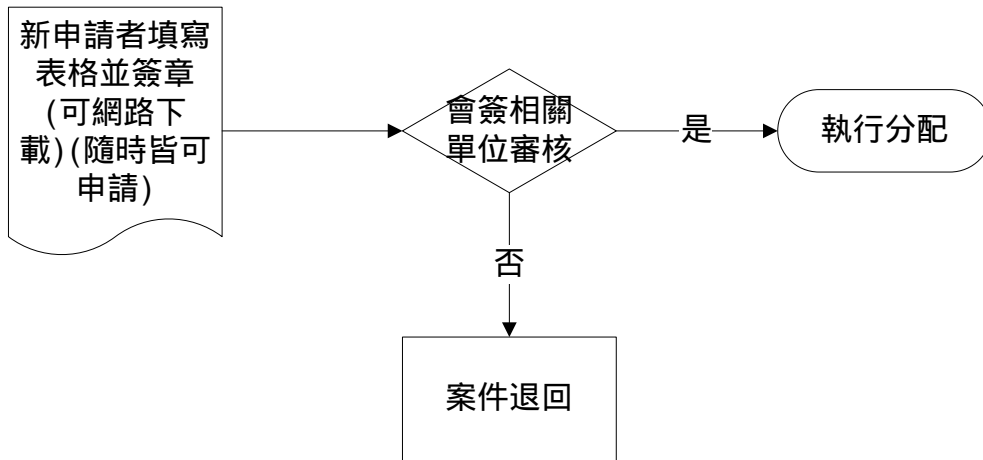 新申請者填寫
表格並簽章
(可網路下
載)(隨時皆可
申請)
會簽相關
單位審核
是
執行分配
否
案件退回